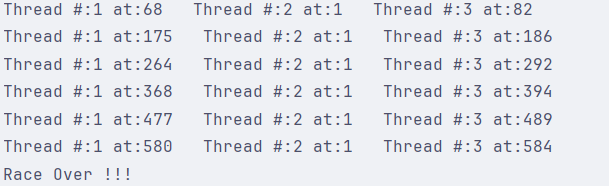 Thread #:1 at:68   Thread #:2 at:1   Thread #:3 at:82
Thread #:1 at:175   Thread #:2 at:1   Thread #:3 at:186
Thread #:1 at:264   Thread #:2 at:1   Thread #:3 at:292
Thread #:1 at:368   Thread #:2 at:1   Thread #:3 at:394
Thread #:1 at:477   Thread #:2 at:1   Thread #:3 at:489
Thread #:1 at:580   Thread #:2 at:1   Thread #:3 at:584
Race Over !!!